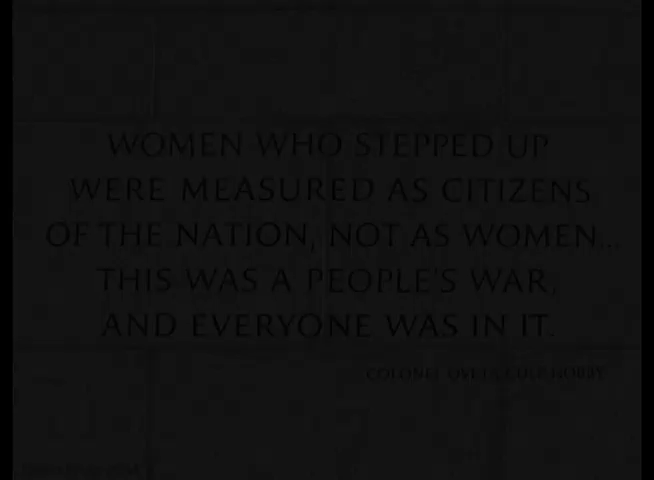 WOMEN WHO STEPPED UP
WERE MEASURED AS CITIZENS
OF THE NATION, NOT AS WOMEN...
THIS WAS A PEOPLE'S WAR,
AND EVERYONE WAS IN IT.
COLONEL OVETA CULP HOBBY